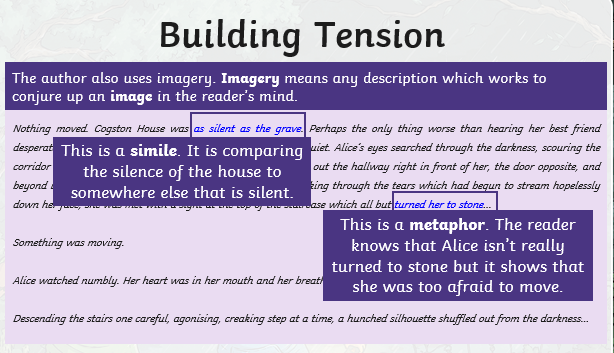 Building Tension
The author also uses imagery. Imagery means any description which works to
conjure up an image in the reader's mind.
Nothing moved. Cogston House was as silent as the grave. Perhaps the only thing worse than hearing her best friend
This is a simile. It is comparing
the silence of the house to
somewhere else that is silent.
Alice's eyes searched through the darkness, scouring the
corridor out the hallway right in front of her, the door opposite, and
beyond through the tears which had begun to stream hopelessly
down her face, she was met with a sight at the top of the staircase which all but turned her to stone...
This is a metaphor. The reader
knows that Alice isn't really
turned to stone but it shows that
she was too afraid to move.
Something was moving.
Alice watched numbly. Her heart was in her mouth and her breath
Descending the stairs one careful, agonising, creaking step at a time, a hunched silhouette shuffled out from the darkness...